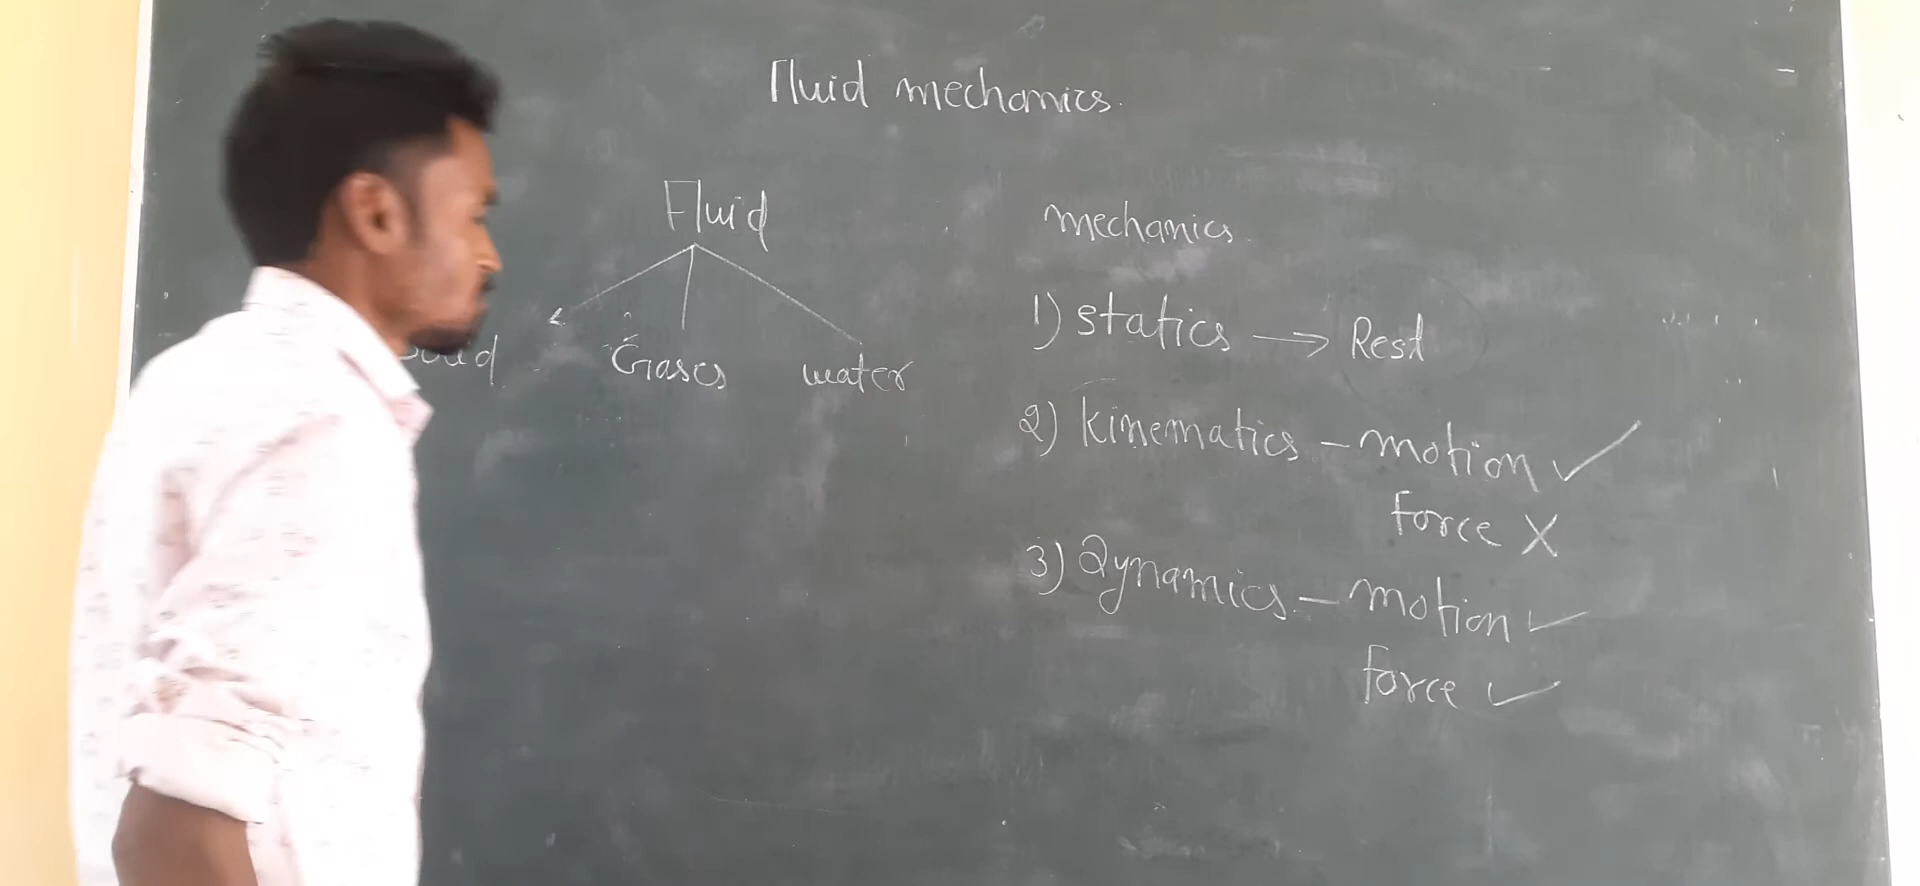 Fluid mechanics.
Fluid
Gases
water
mechanics.
1) statics → Rest
2) kinematics - motion ✓
force X
3) Dynamics - motion ✓
force ✓